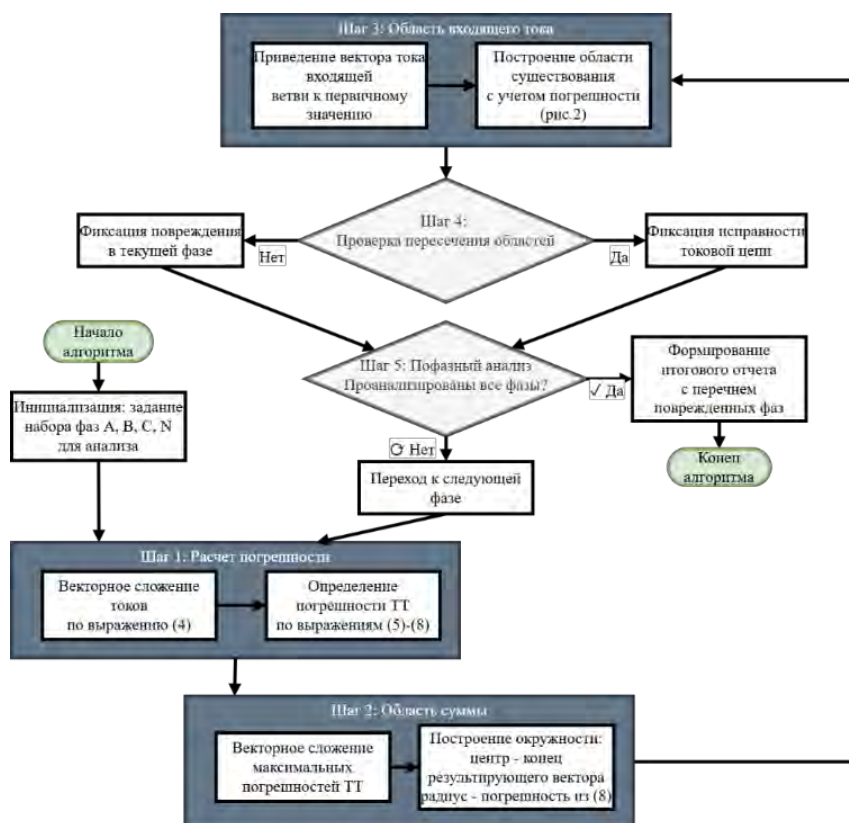 Шаг 3: Область входящего тока
Приведение вектора тока
входящей
ветви к первичному
значению
Построение области
существования
с учетом погрешности
(рис.2)
Шаг 4:
Проверка пересечения областей
Фиксация повреждения
в текущей фазе
Нет
Да
Фиксация исправности
токовой цепи
Начало
алгоритма
Шаг 5: Пофазный анализ
Проанализированы все фазы?
✓ Да
Формирование
итогового отчета
с перечнем
поврежденных фаз
Инициализация: задание
набора фаз A, B, C, N
для анализа
⟳ Нет
Переход к следующей
фазе
Конец
алгоритма
Шаг 1: Расчет погрешности
Векторное сложение
токов
по выражению (4)
Определение
погрешности ТТ
по выражениям (5)-(8)
Шаг 2: Область суммы
Векторное сложение
максимальных
погрешностей ТТ
Построение окружности:
центр - конец
результирующего вектора
радиус - погрешность из (8)